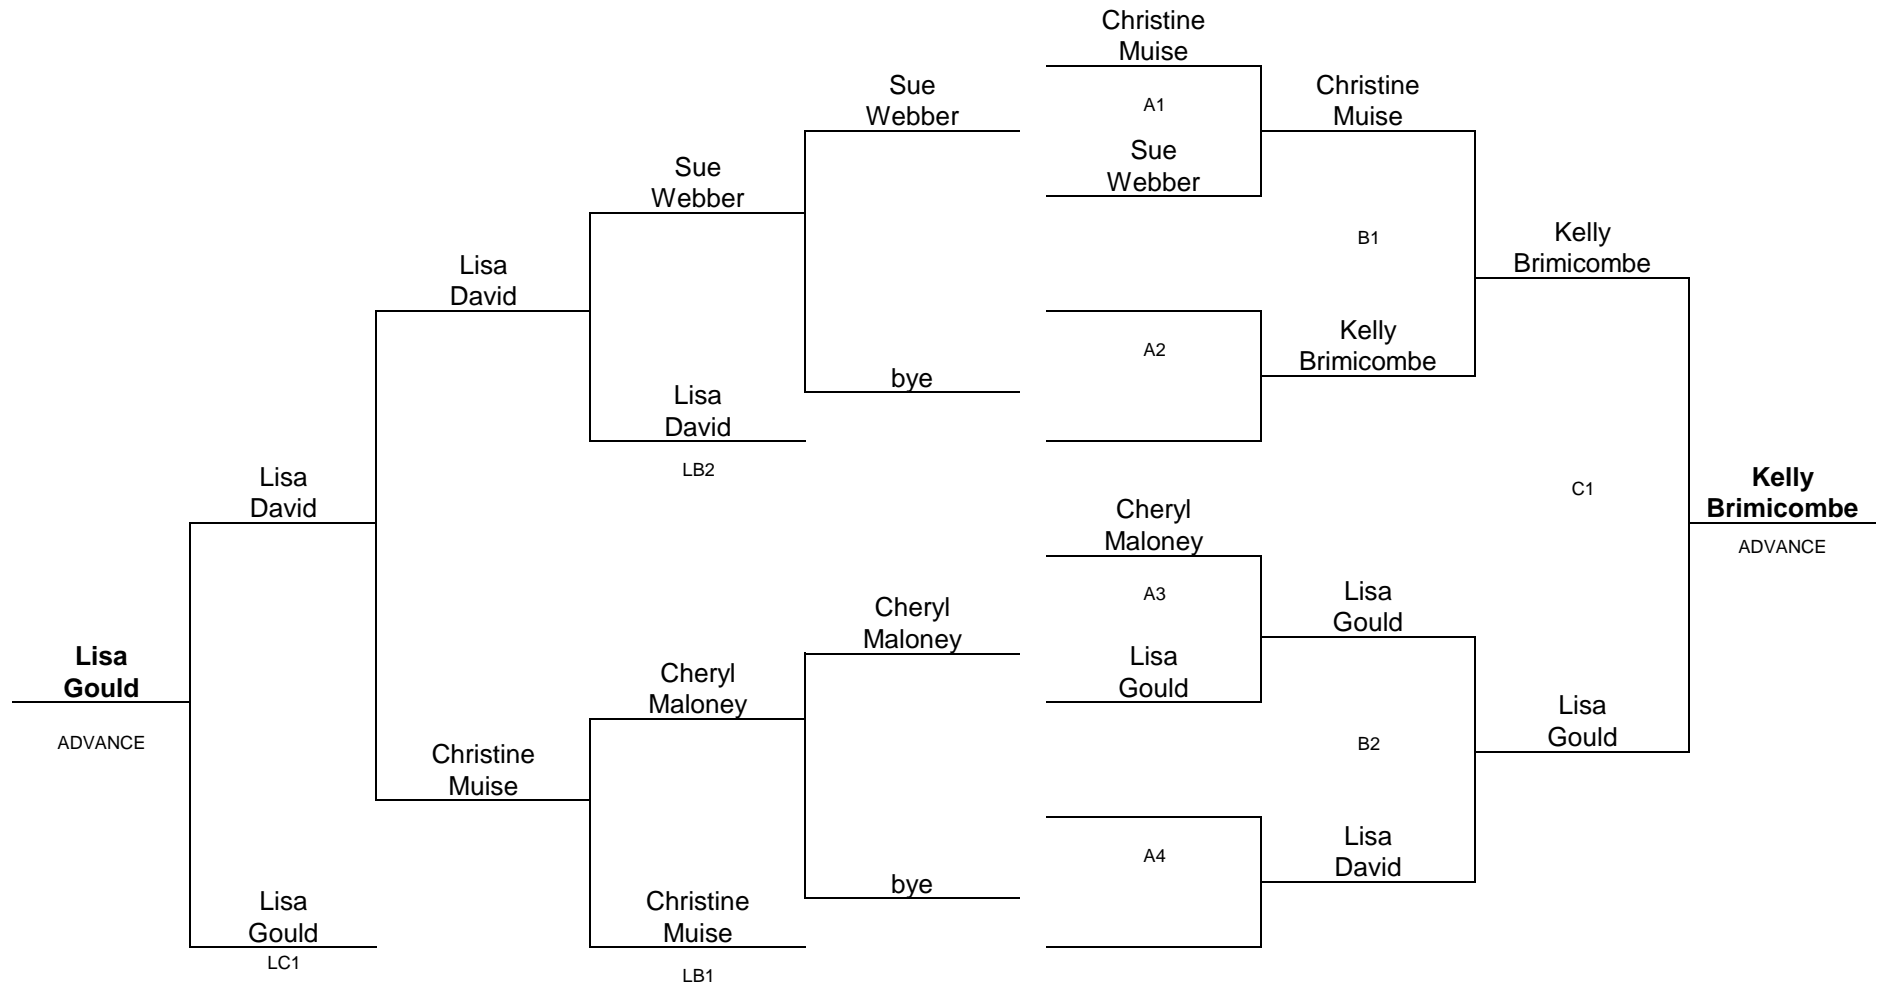 Christine
Muise
Sue
Webber
Christine
Muise
A1
Sue
Webber
Sue
Webber
Kelly
Brimicombe
B1
Lisa
David
Kelly
Brimicombe
A2
bye
Lisa
David
LB2
Lisa
David
C1
Kelly
Brimicombe
ADVANCE
Cheryl
Maloney
A3
Lisa
Gould
Cheryl
Maloney
Lisa
Gould
Lisa
Gould
Cheryl
Maloney
Lisa
Gould
ADVANCE
B2
Christine
Muise
Lisa
David
A4
bye
Lisa
Gould
LC1
Christine
Muise
LB1